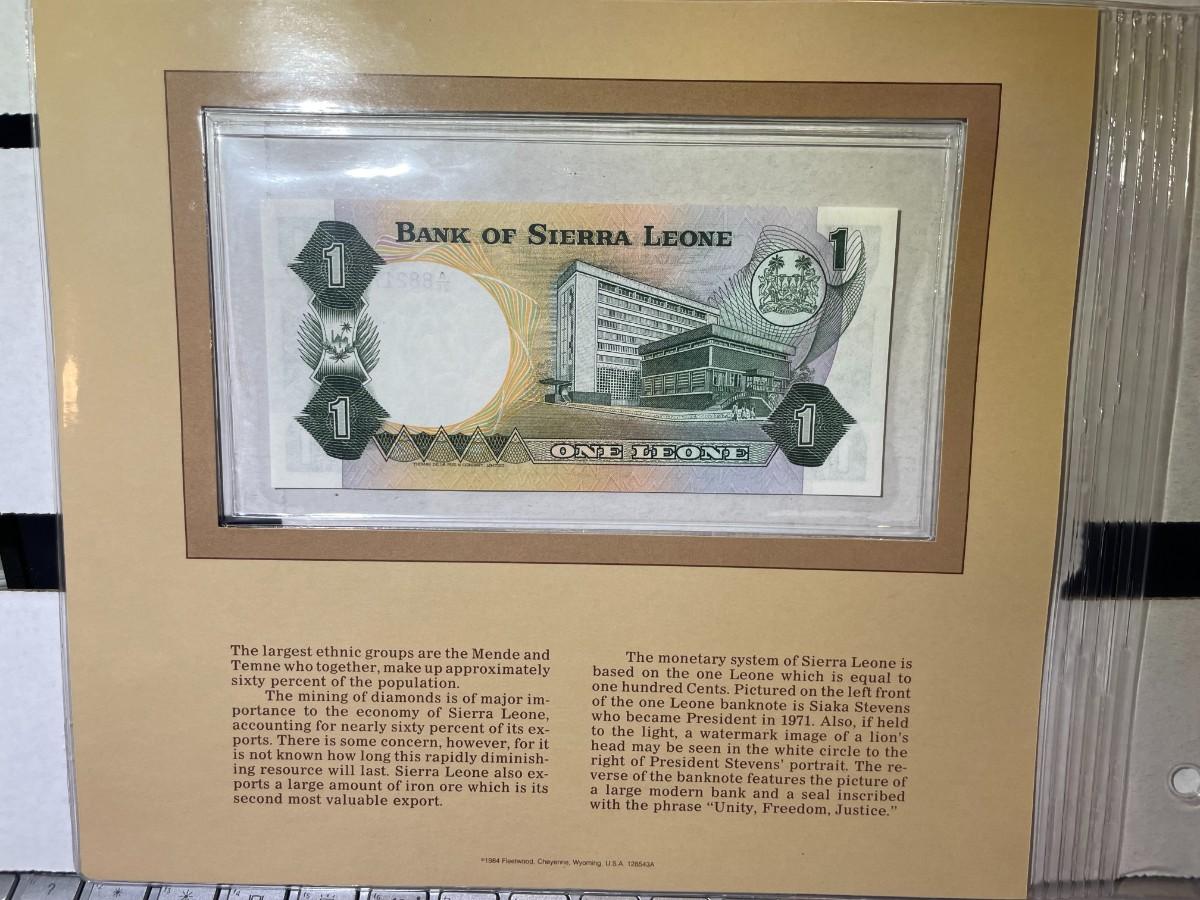 BANK OF SIERRA LEONE
1
1
1
1
ONE LEONE
THOMAS DE LA RUE & COMPANY, LIMITED
The largest ethnic groups are the Mende and
Temne who together, make up approximately
sixty percent of the population.
The mining of diamonds is of major im-
portance to the economy of Sierra Leone,
accounting for nearly sixty percent of its ex-
ports. There is some concern, however, for it
is not known how long this rapidly diminish-
ing resource will last. Sierra Leone also ex-
ports a large amount of iron ore which is its
second most valuable export.
The monetary system of Sierra Leone is
based on the one Leone which is equal to
one hundred Cents. Pictured on the left front
of the one Leone banknote is Siaka Stevens
who became President in 1971. Also, if held
to the light, a watermark image of a lion's
head may be seen in the white circle to the
right of President Stevens' portrait. The re-
verse of the banknote features the picture of
a large modern bank and a seal inscribed
with the phrase "Unity, Freedom, Justice."
©1984 Fleetwood, Cheyenne, Wyoming, U.S.A. 128543A